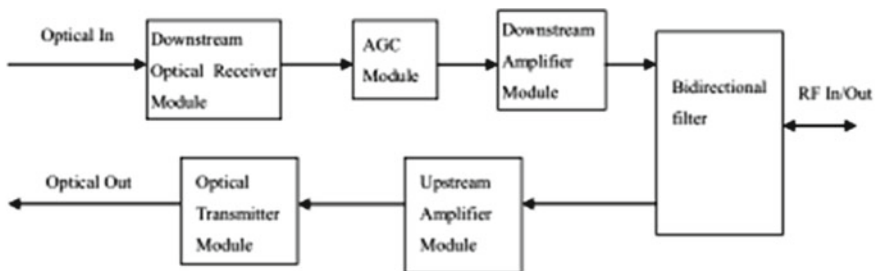 Optical In
Downstream
Optical Receiver
Module
AGC
Module
Downstream
Amplifier
Module
Bidirectional
filter
RF In/Out
Optical Out
Optical
Transmitter
Module
Upstream
Amplifier
Module